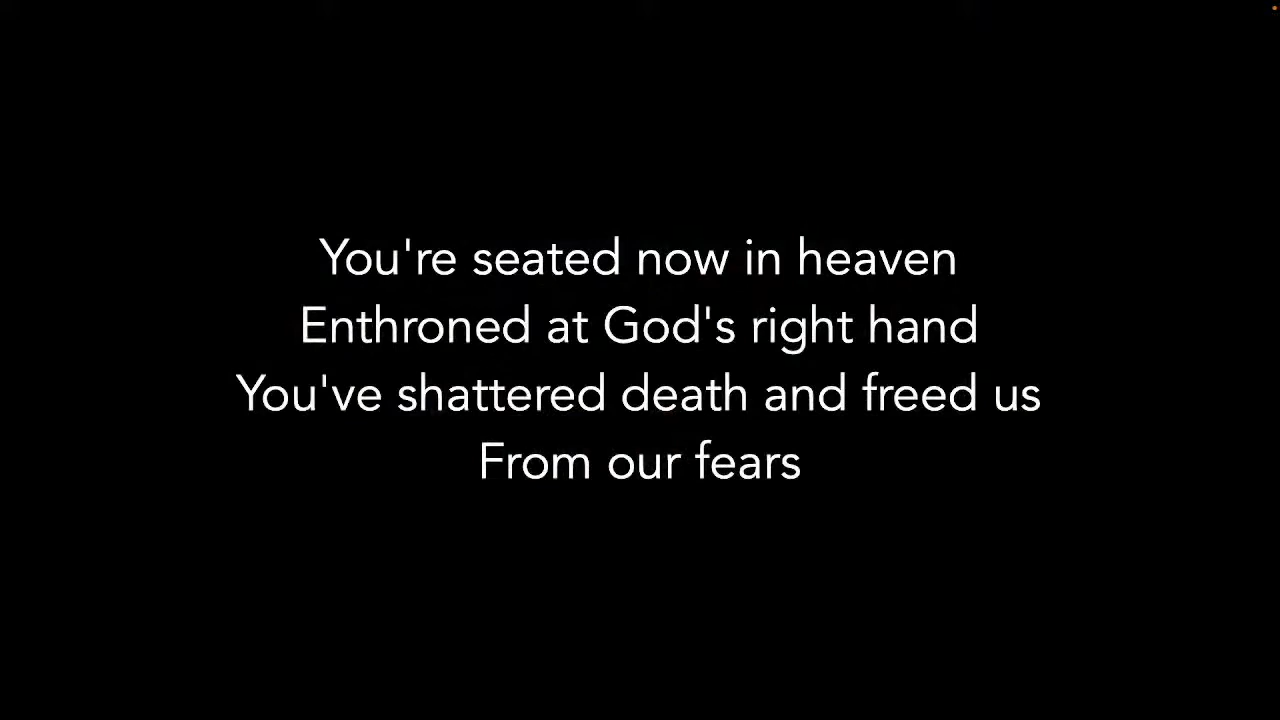 You're seated now in heaven
Enthroned at God's right hand
You've shattered death and freed us
From our fears